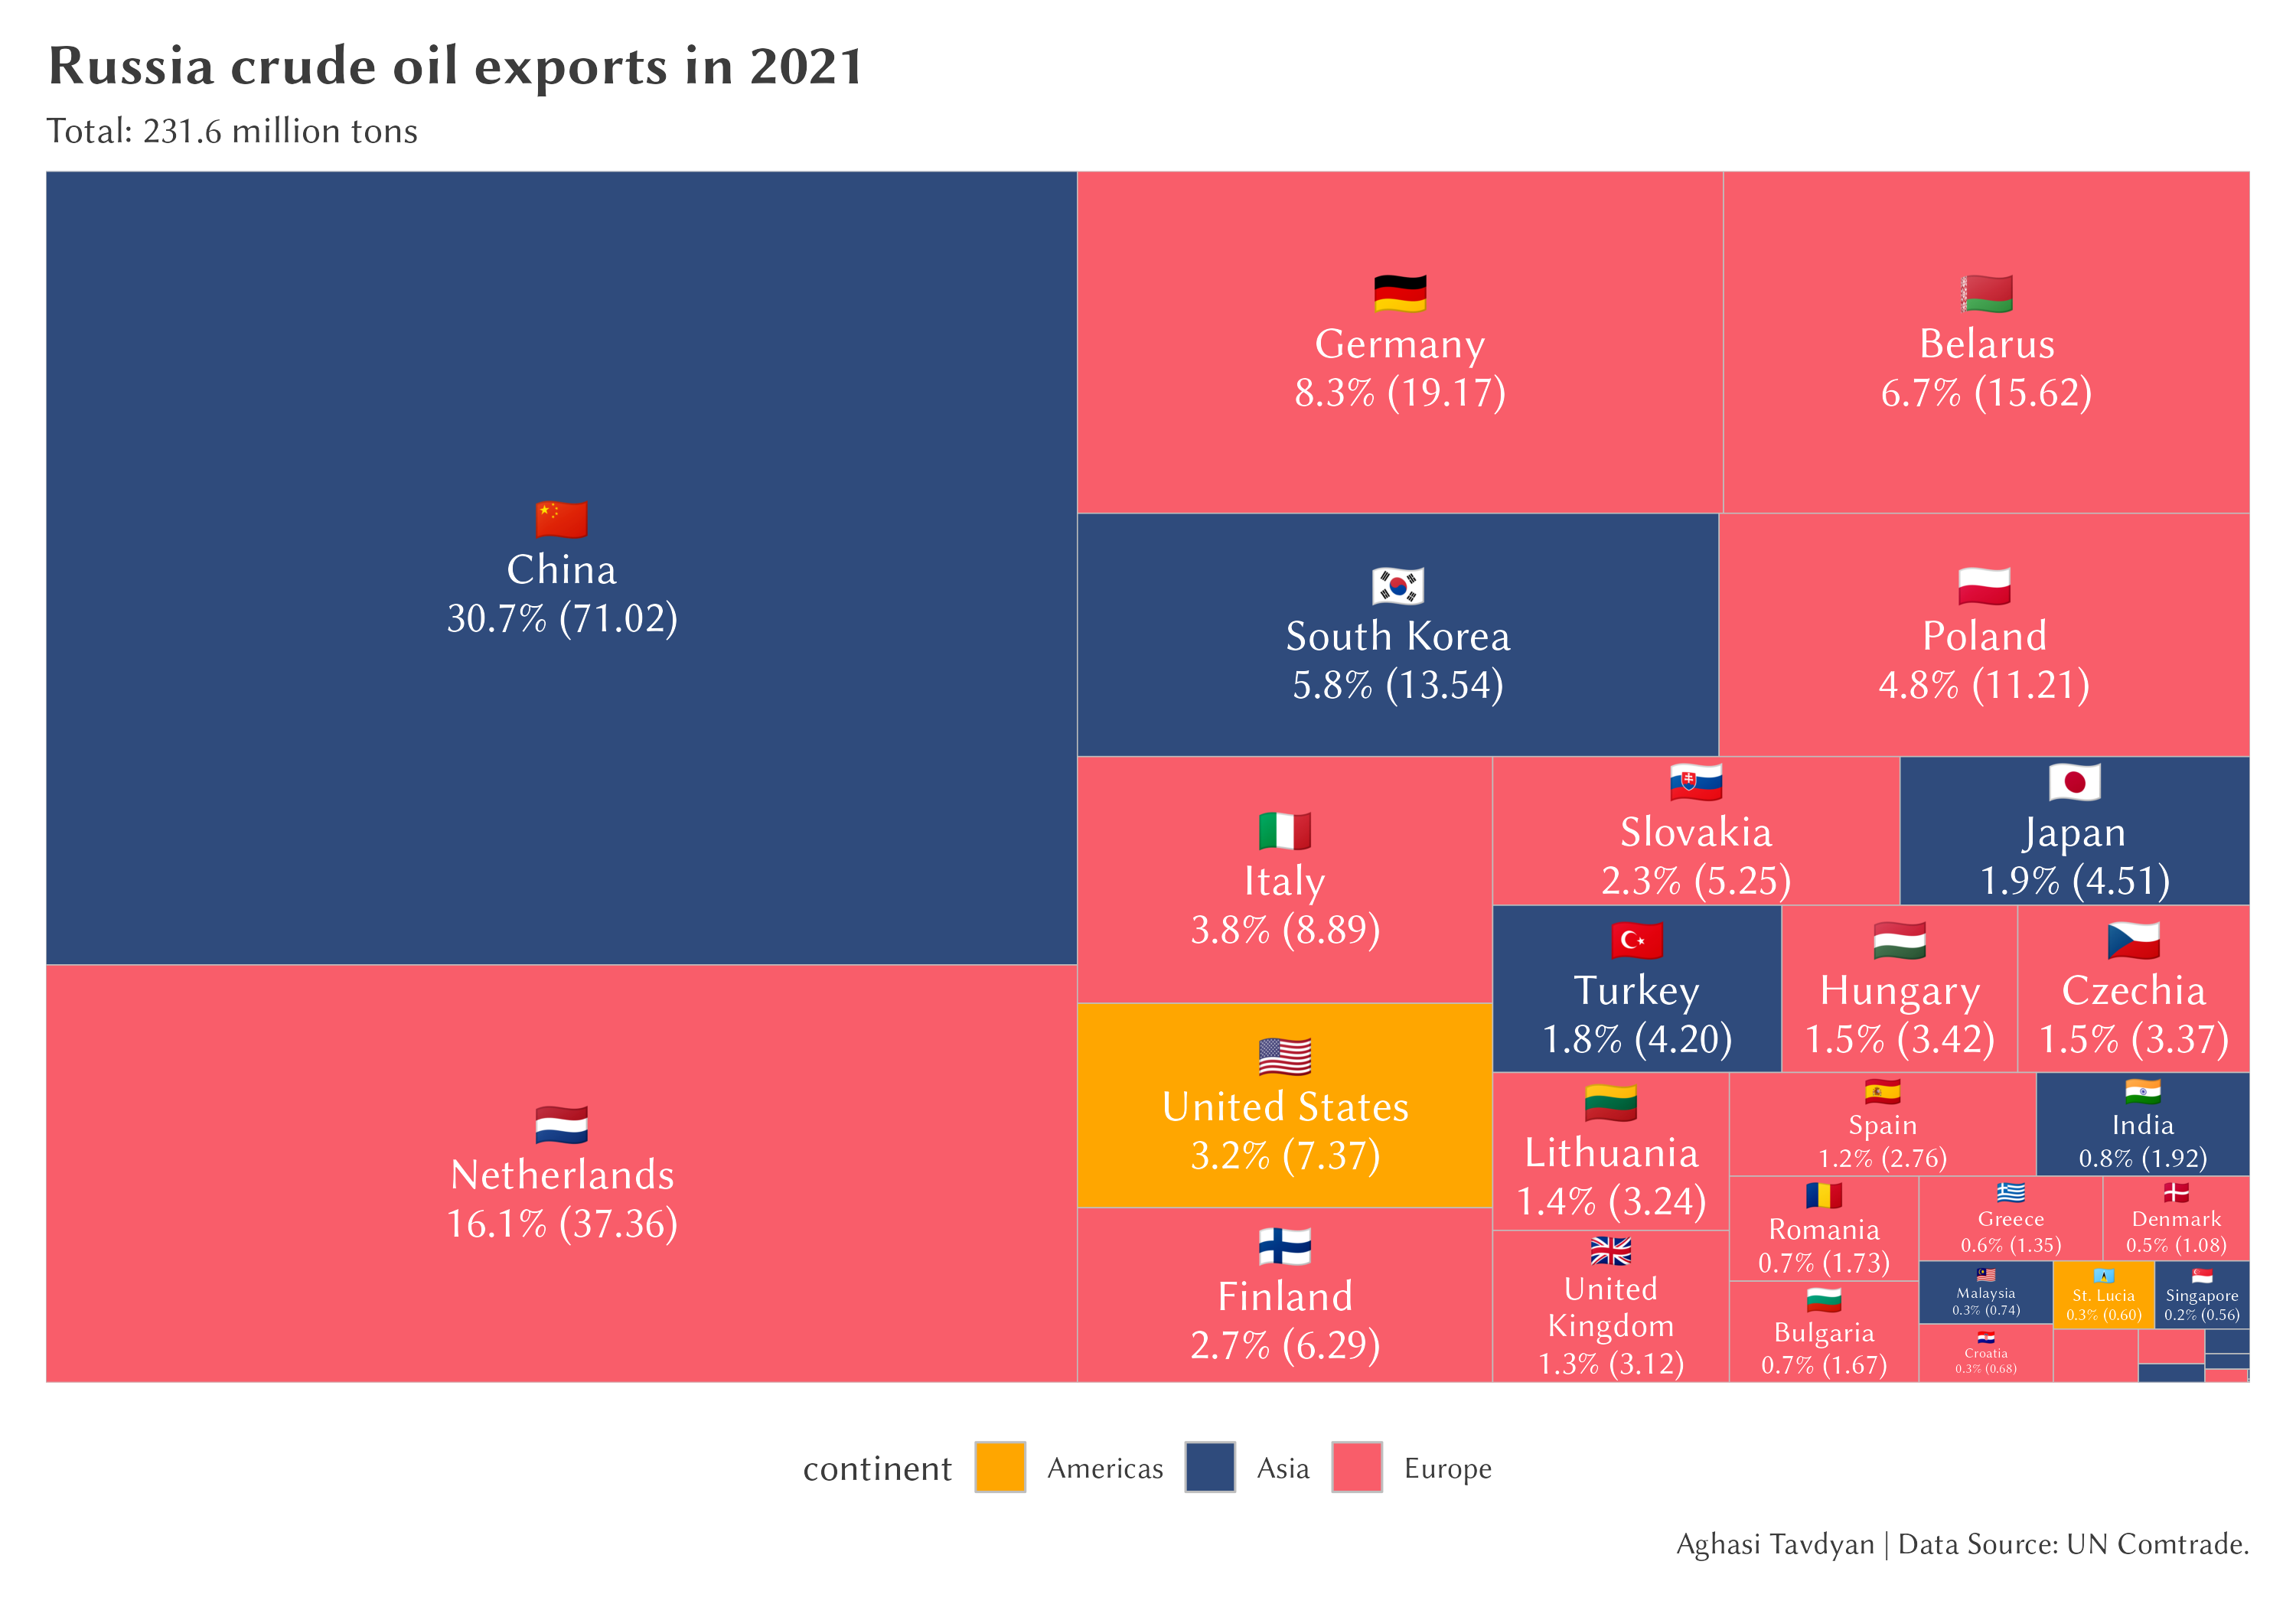 Russia crude oil exports in 2021
Total: 231.6 million tons
China
30.7% (71.02)
Netherlands
16.1% (37.36)
Germany
8.3% (19.17)
Belarus
6.7% (15.62)
South Korea
5.8% (13.54)
Poland
4.8% (11.21)
Italy
3.8% (8.89)
United States
3.2% (7.37)
Finland
2.7% (6.29)
Slovakia
2.3% (5.25)
Japan
1.9% (4.51)
Turkey
1.8% (4.20)
Hungary
1.5% (3.42)
Czechia
1.5% (3.37)
Lithuania
1.4% (3.24)
United
Kingdom
1.3% (3.12)
Spain
1.2% (2.76)
India
0.8% (1.92)
Romania
0.7% (1.73)
Bulgaria
0.7% (1.67)
Greece
0.6% (1.35)
Denmark
0.5% (1.08)
Malaysia
0.3% (0.74)
Croatia
0.3% (0.68)
St. Lucia
0.3% (0.60)
Singapore
0.2% (0.56)
continent
Americas
Asia
Europe
Aghasi Tavdyan | Data Source: UN Comtrade.